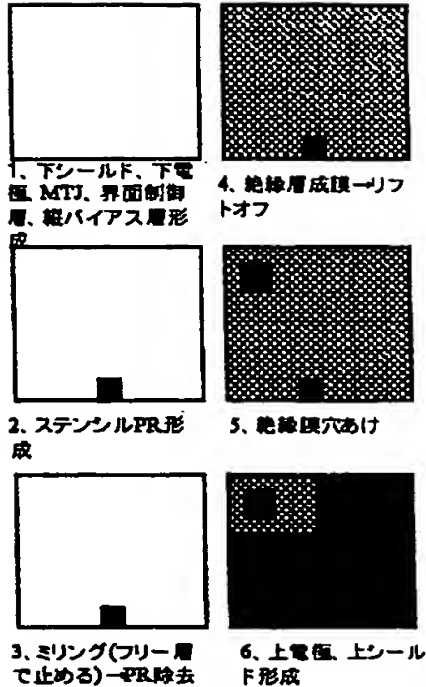 1、下シールド、下電
極、MTJ、界面制御
層、縦バイアス層形
成
2、ステンシルPR形
成
3、ミリング(フリー層
で止める)→PR除去
4、絶縁層成膜→リフ
トオフ
5、絶縁膜穴あけ
6、上電極、上シール
ド形成